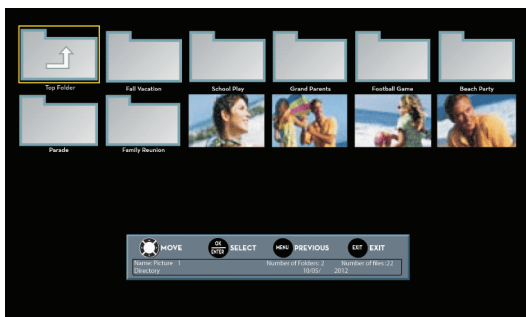 Top Folder Fall Vacation School Play Grand Parents Football Game Beach Party
Parade Family Reunion
MOVE OK ENTER SELECT MENU PREVIOUS EXIT EXIT
Name: Picture 1 Number of Folders: 2 Number of files :22
Directory 10/05/ 2012